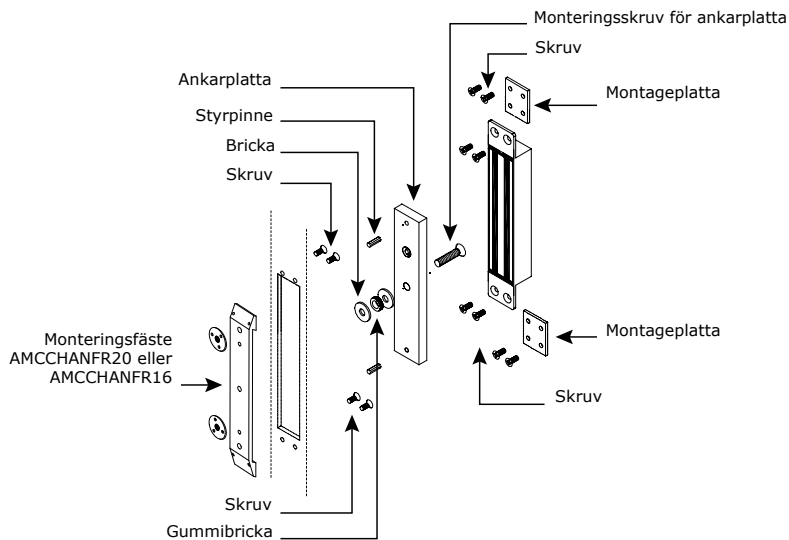 Monteringsskruv för ankarplatta
Skruv
Ankarplatta
Montageplatta
Styrpinne
Bricka
Skruv
Monteringsfäste
AMCCHANFR20 eller
AMCCHANFR16
Montageplatta
Skruv
Skruv
Gummibricka